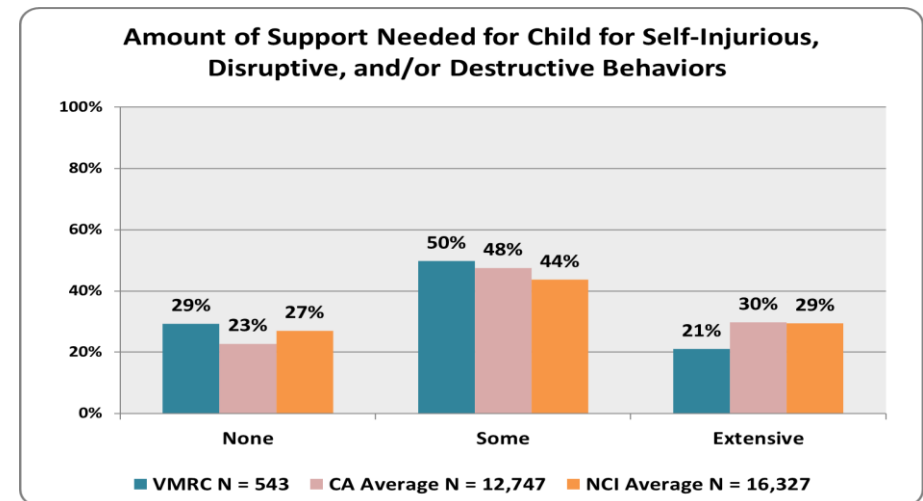 Amount of Support Needed for Child for Self-Injurious,
Disruptive, and/or Destructive Behaviors
100%
80%
60%
40%
20%
0%
29%
23%
27%
50%
48%
44%
21%
30%
29%
None
Some
Extensive
VMRC N = 543
CA Average N = 12,747
NCI Average N = 16,327